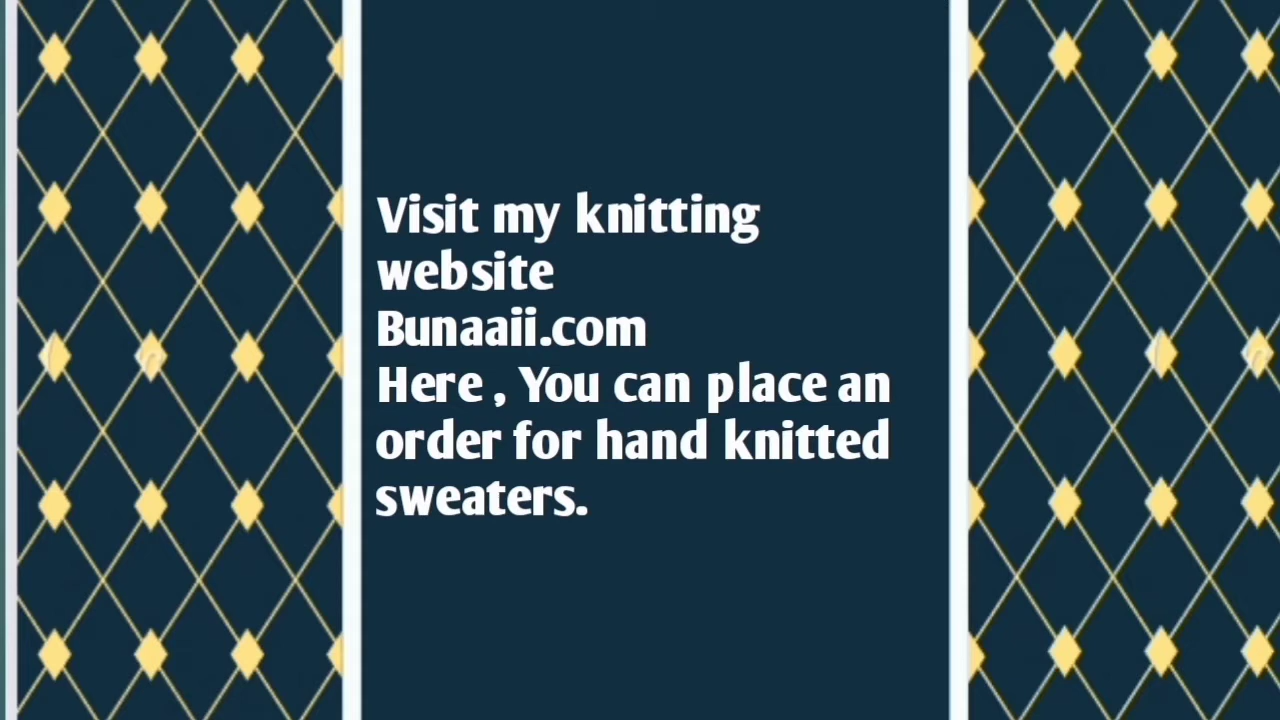 Visit my knitting
website
Bunaaii.com
Here , You can place an
order for hand knitted
sweaters.